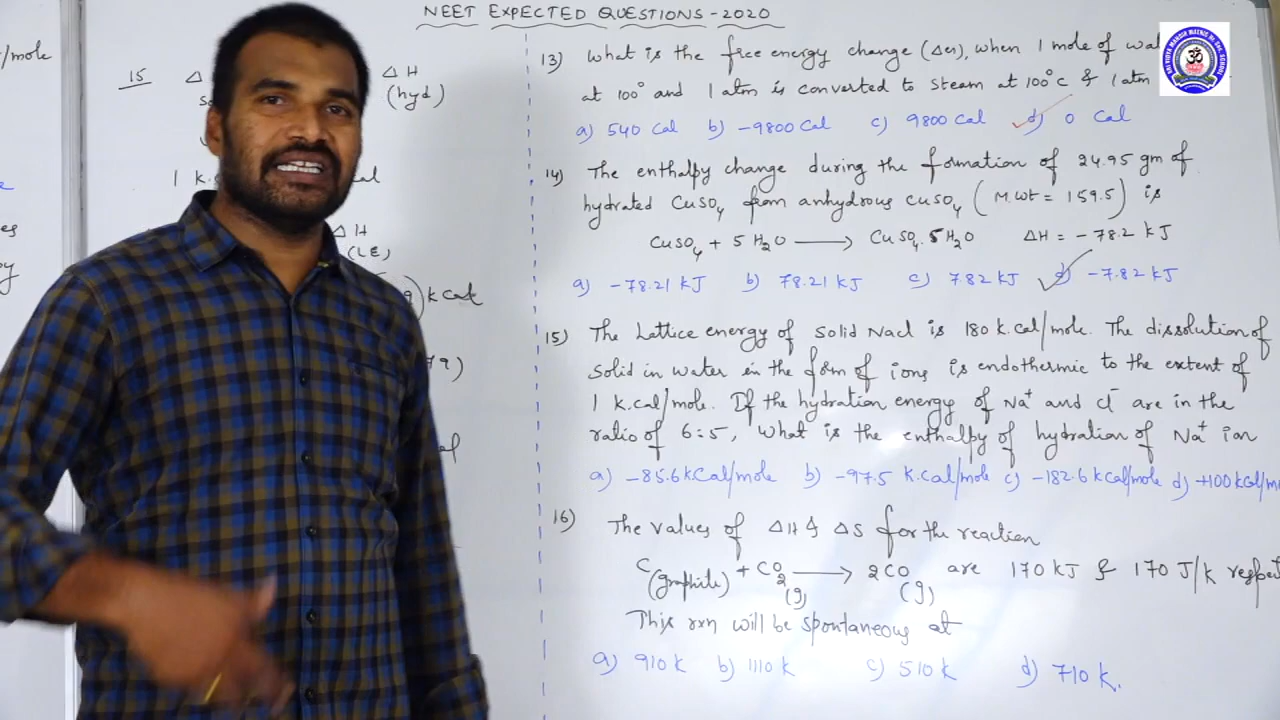 NEET EXPECTED QUESTIONS - 2020
/mole
15 Δ
ΔH
(hyd)
1 k.c
ΔH
(LE)
) k Cal
13) What is the free energy change (ΔG), when 1 mole of wa
at 100° and 1 atm is converted to steam at 100°C & 1 atm
a) 540 Cal b) -9800 Cal c) 9800 Cal d) 0 Cal
14) The enthalpy change during the formation of 24.95 gm of
hydrated CuSO4 from anhydrous CuSO4 (M.wt = 159.5) is
CuSO4 + 5H2O → CuSO4.5H2O ΔH = -78.2 kJ
a) -78.21 kJ b) 78.21 kJ c) 7.82 kJ d) -7.82 kJ
15) The Lattice energy of solid Nacl is 180 k.cal/mole. The dissolution of
solid in water in the form of ions is endothermic to the extent of
1 k.cal/mole. If the hydration energy of Na+ and Cl- are in the
ratio of 6:5, what is the enthalpy of hydration of Na+ ion
a) -85.6 kCal/mole b) -97.5 k.Cal/mole c) -182.6 kCal/mole d) +100 kCal/m
16) The values of ΔH & ΔS for the reaction
C(graphite) + CO2(g) → 2CO(g) are 170 kJ & 170 J/k respect
This rxn will be spontaneous at
a) 910 k b) 1110 k c) 510 k d) 710 k.